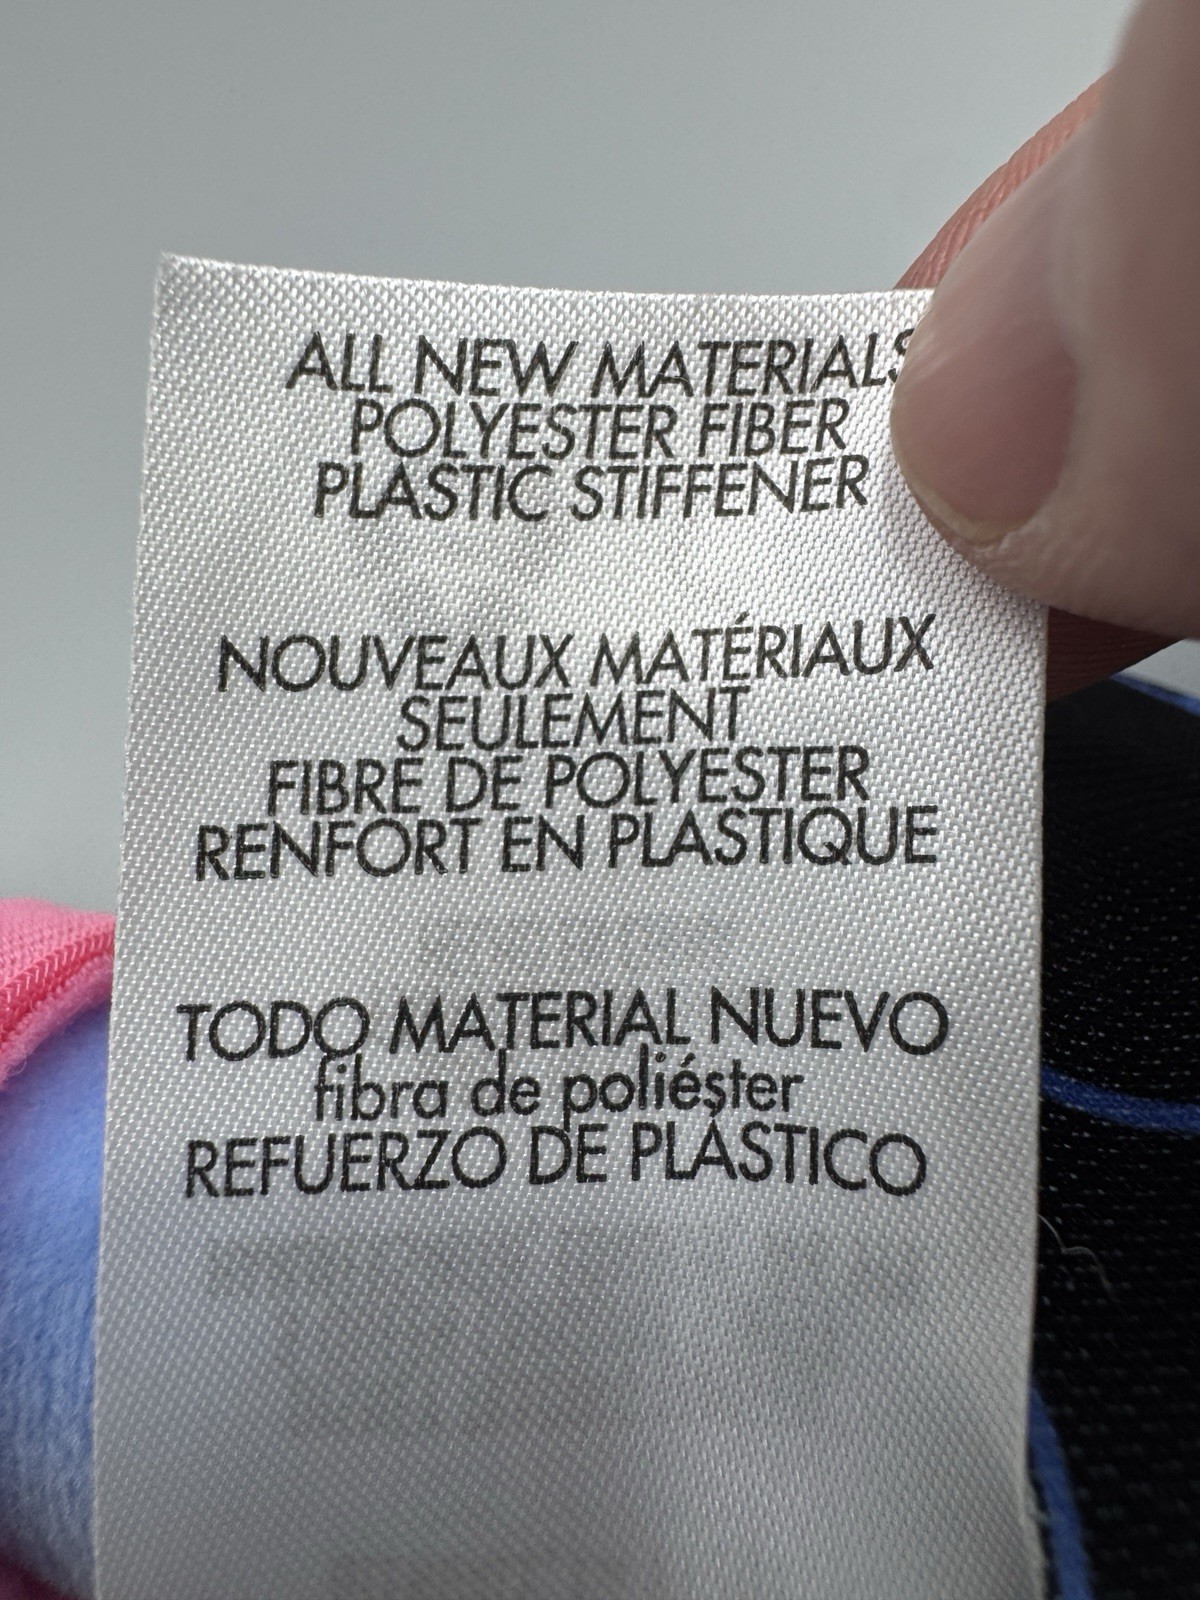 ALL NEW MATERIALS
POLYESTER FIBER
PLASTIC STIFFENER
NOUVEAUX MATÉRIAUX
SEULEMENT
FIBRE DE POLYESTER
RENFORT EN PLASTIQUE
TODO MATERIAL NUEVO
fibra de poliéster
REFUERZO DE PLÁSTICO